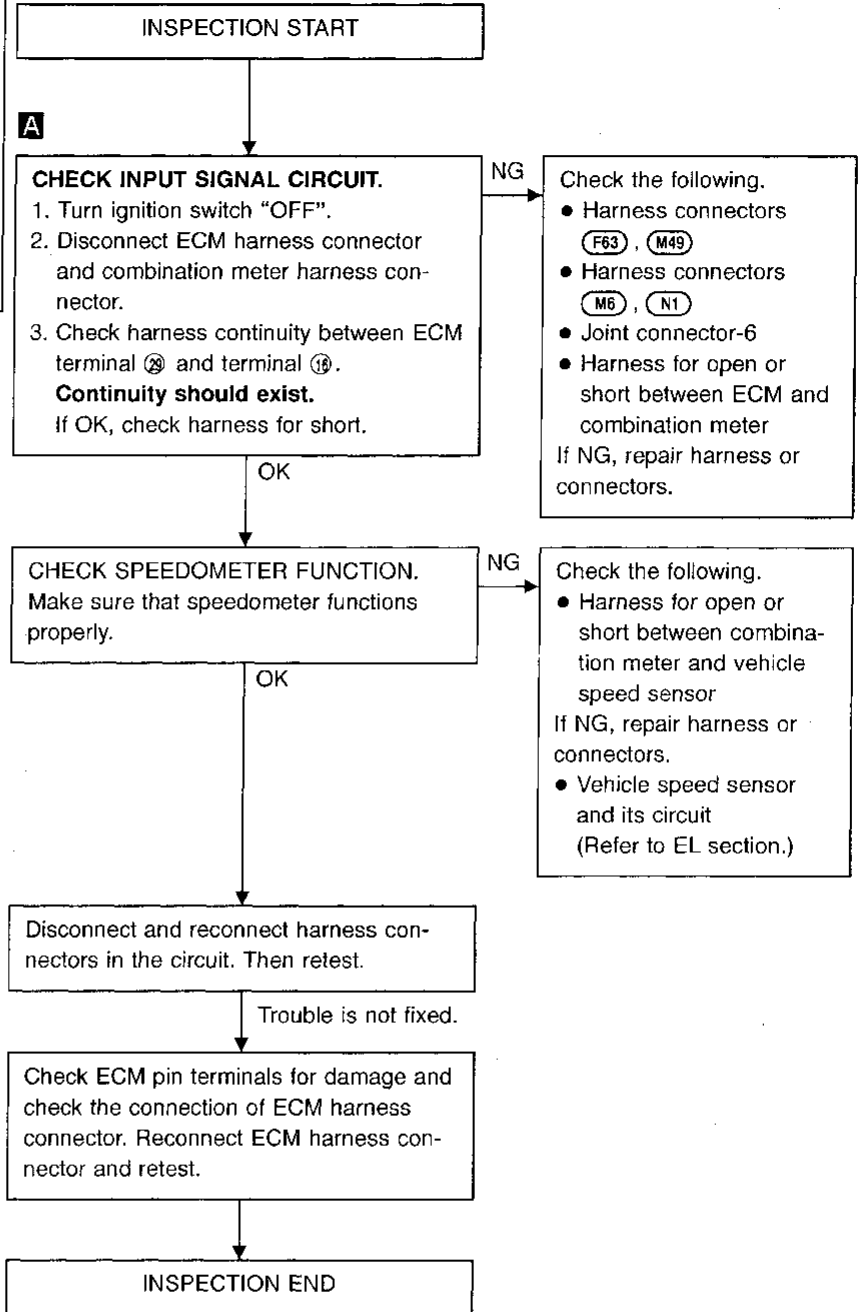 INSPECTION START
A
CHECK INPUT SIGNAL CIRCUIT.
1. Turn ignition switch “OFF”.
2. Disconnect ECM harness connector
and combination meter harness con-
nector.
3. Check harness continuity between ECM
terminal ㉙ and terminal ⑯.
Continuity should exist.
If OK, check harness for short.
NG
Check the following.
● Harness connectors
F63 , M49
● Harness connectors
M6 , N1
● Joint connector-6
● Harness for open or
short between ECM and
combination meter
If NG, repair harness or
connectors.
OK
CHECK SPEEDOMETER FUNCTION.
Make sure that speedometer functions
properly.
NG
Check the following.
● Harness for open or
short between combina-
tion meter and vehicle
speed sensor
If NG, repair harness or
connectors.
● Vehicle speed sensor
and its circuit
(Refer to EL section.)
OK
Disconnect and reconnect harness con-
nectors in the circuit. Then retest.
Trouble is not fixed.
Check ECM pin terminals for damage and
check the connection of ECM harness
connector. Reconnect ECM harness con-
nector and retest.
INSPECTION END